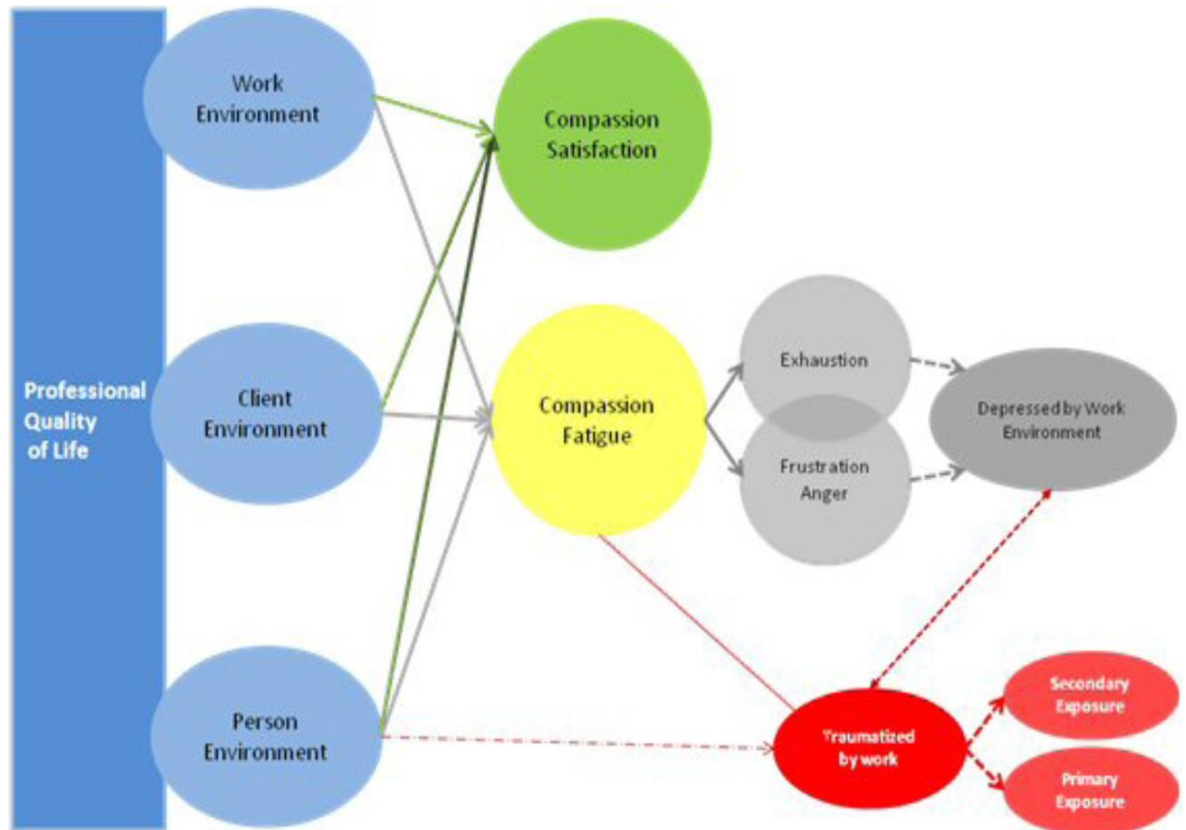 Professional
Quality
of Life
Work
Environment
Client
Environment
Person
Environment
Compassion
Satisfaction
Compassion
Fatigue
Exhaustion
Frustration
Anger
Depressed by Work
Environment
Traumatized
by work
Secondary
Exposure
Primary
Exposure